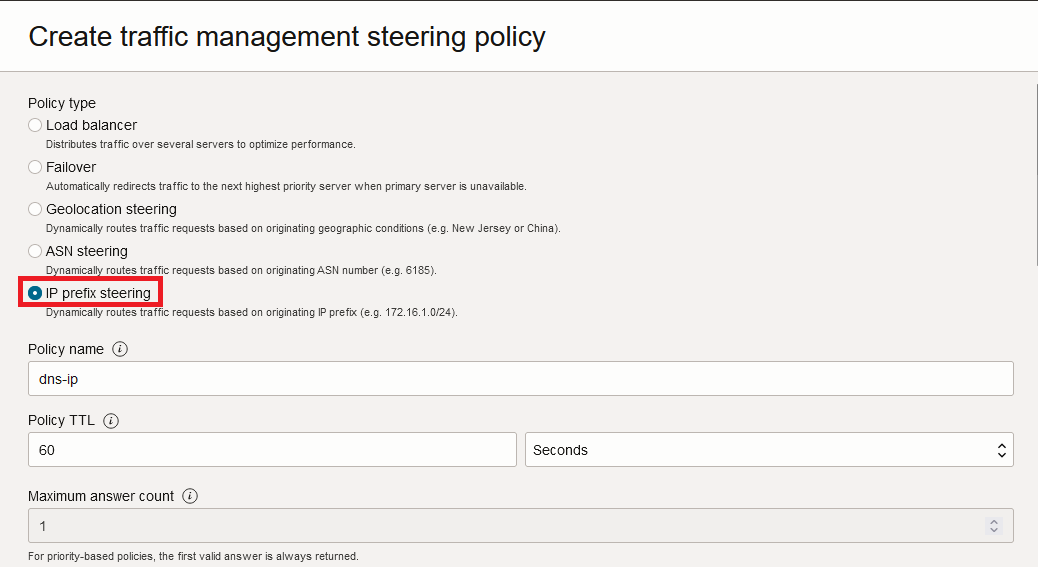 Create traffic management steering policy
Policy type
Load balancer
Distributes traffic over several servers to optimize performance.
Failover
Automatically redirects traffic to the next highest priority server when primary server is unavailable.
Geolocation steering
Dynamically routes traffic requests based on originating geographic conditions (e.g. New Jersey or China).
ASN steering
Dynamically routes traffic requests based on originating ASN number (e.g. 6185).
IP prefix steering
Dynamically routes traffic requests based on originating IP prefix (e.g. 172.16.1.0/24).
Policy name i
dns-ip
Policy TTL i
60 Seconds
Maximum answer count i
1
For priority-based policies, the first valid answer is always returned.